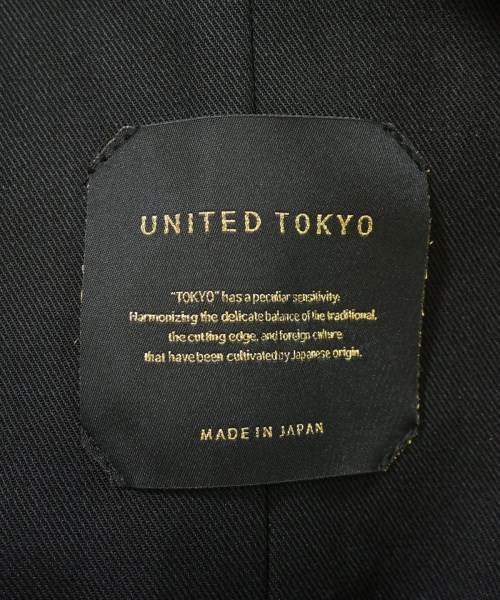 UNITED TOKYO
"TOKYO" has a peculiar sensitivity.
Harmonizing the delicate balance of the traditional,
the cutting edge, and foreign culture
that have been cultivated by Japanese origin.
MADE IN JAPAN